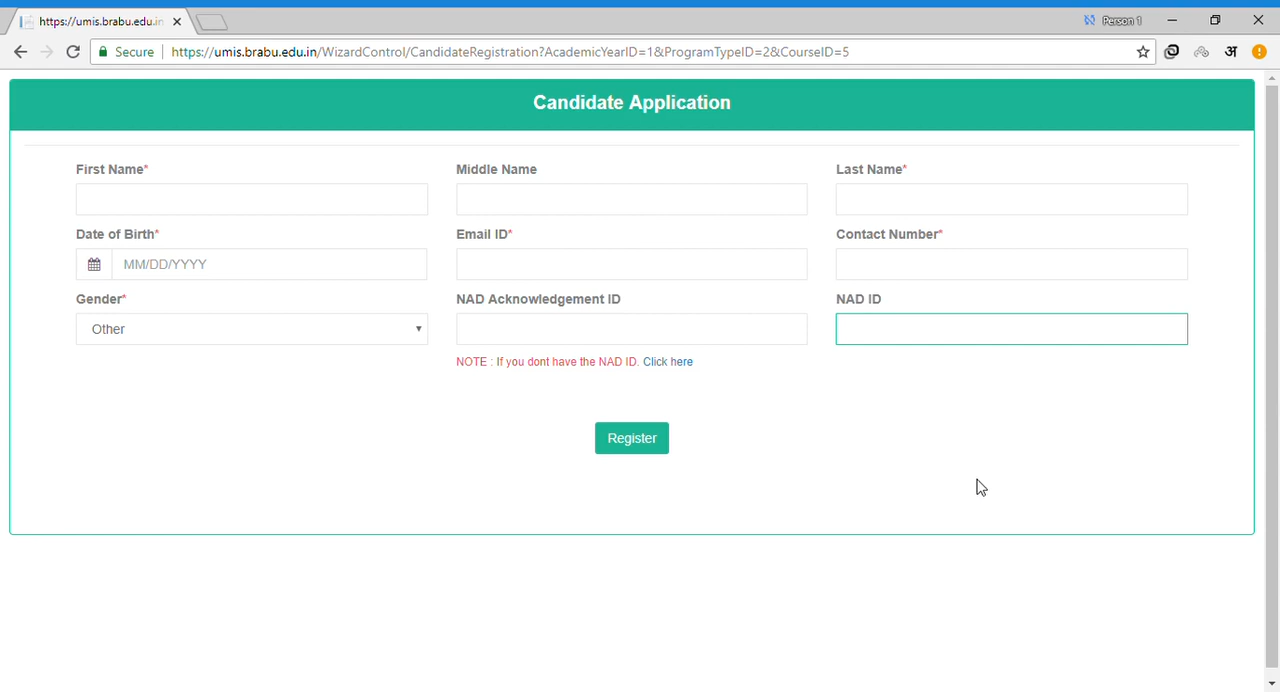 https://umis.brabu.edu.in
Person 1
Secure
https://umis.brabu.edu.in/WizardControl/CandidateRegistration?AcademicYearID=1&ProgramTypeID=2&CourseID=5
अ
Candidate Application
First Name* Middle Name Last Name*
Date of Birth* Email ID* Contact Number*
MM/DD/YYYY
Gender* NAD Acknowledgement ID NAD ID
Other
NOTE : If you dont have the NAD ID. Click here
Register